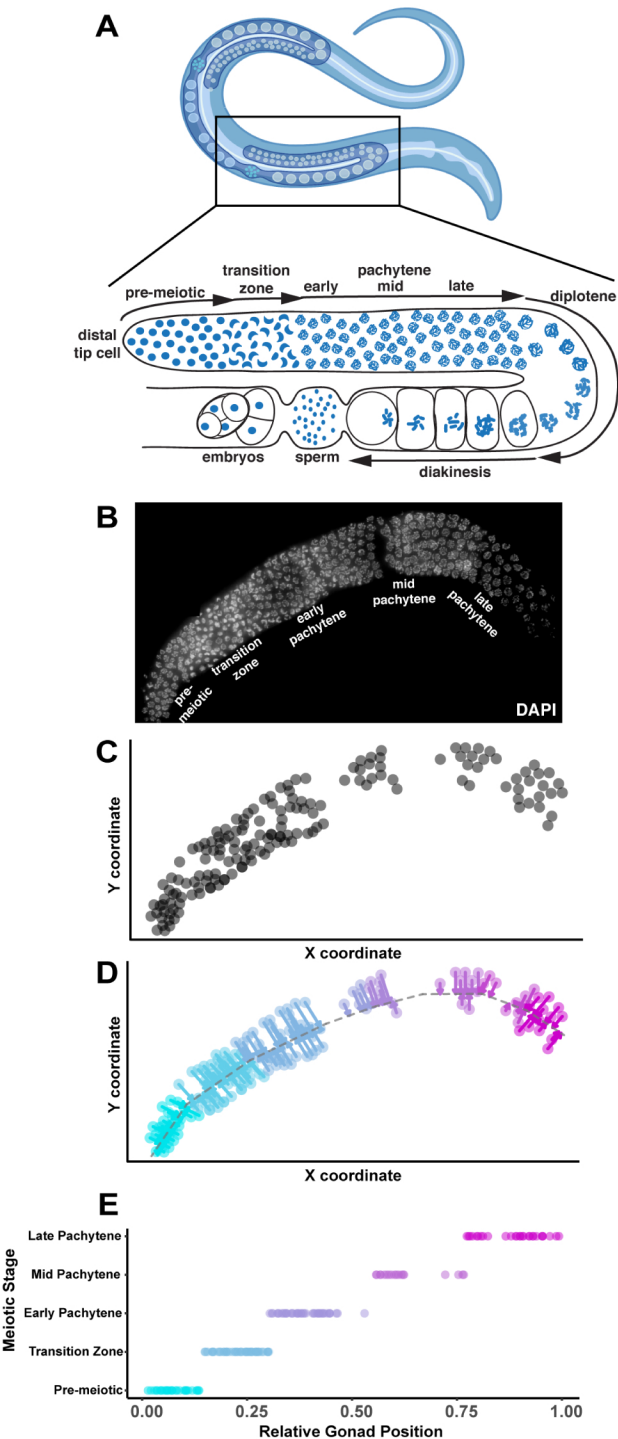 A
transition
zone
pachytene
pre-meiotic
early
mid
late
diplotene
distal
tip cell
embryos
sperm
diakinesis
B
pre-
meiotic
transition
zone
early
pachytene
mid
pachytene
late
pachytene
DAPI
C
Y coordinate
X coordinate
D
Y coordinate
X coordinate
E
Meiotic Stage
Late Pachytene
Mid Pachytene
Early Pachytene
Transition Zone
Pre-meiotic
0.00 0.25 0.50 0.75 1.00
Relative Gonad Position